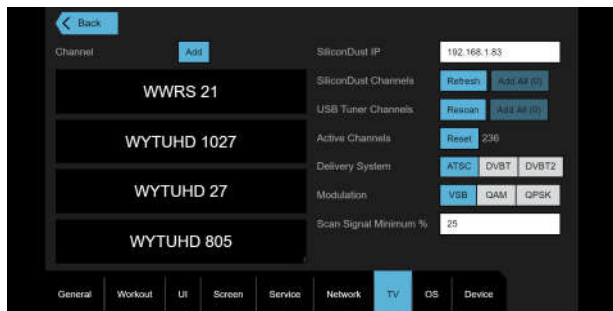 Back
Channel Add
WWRS 21
WYTUHD 1027
WYTUHD 27
WYTUHD 805
SiliconDust IP 192.168.1.83
SiliconDust Channels Refresh Add All (0)
USB Tuner Channels Rescan Add All (0)
Active Channels Reset 236
Delivery System ATSC DVBT DVBT2
Modulation VSB QAM QPSK
Scan Signal Minimum % 25
General Workout UI Screen Service Network TV OS Device